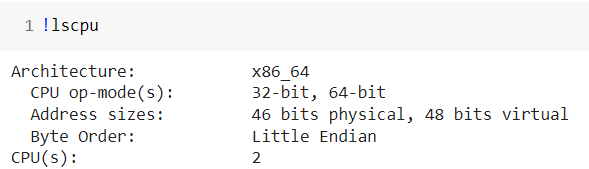 1 !lscpu
Architecture: x86_64
CPU op-mode(s): 32-bit, 64-bit
Address sizes: 46 bits physical, 48 bits virtual
Byte Order: Little Endian
CPU(s): 2